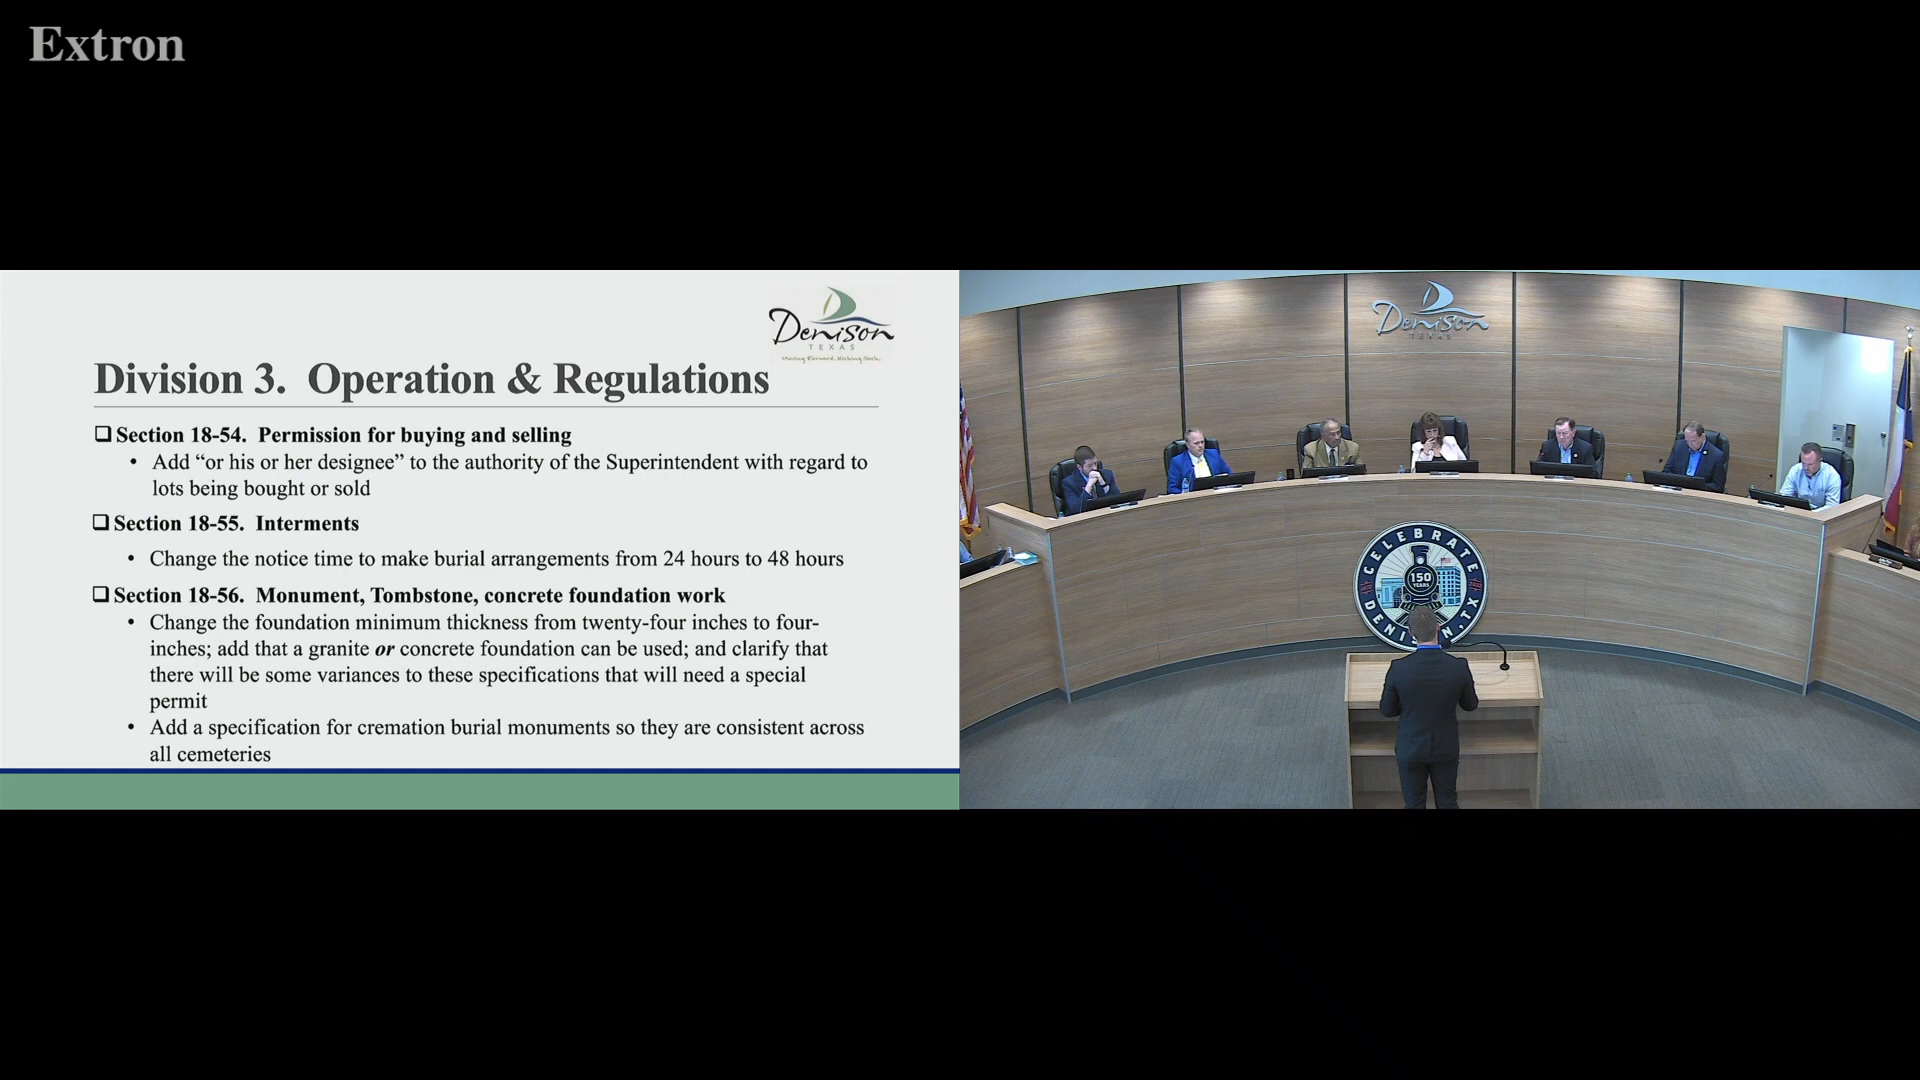 Extron
Denison
TEXAS
Division 3. Operation & Regulations
❑ Section 18-54. Permission for buying and selling
• Add “or his or her designee” to the authority of the Superintendent with regard to
lots being bought or sold
❑ Section 18-55. Interments
• Change the notice time to make burial arrangements from 24 hours to 48 hours
❑ Section 18-56. Monument, Tombstone, concrete foundation work
• Change the foundation minimum thickness from twenty-four inches to four-
inches; add that a granite or concrete foundation can be used; and clarify that
there will be some variances to these specifications that will need a special
permit
• Add a specification for cremation burial monuments so they are consistent across
all cemeteries
Denison
TEXAS
CELEBRATE
150
YEARS
DENISON, TX